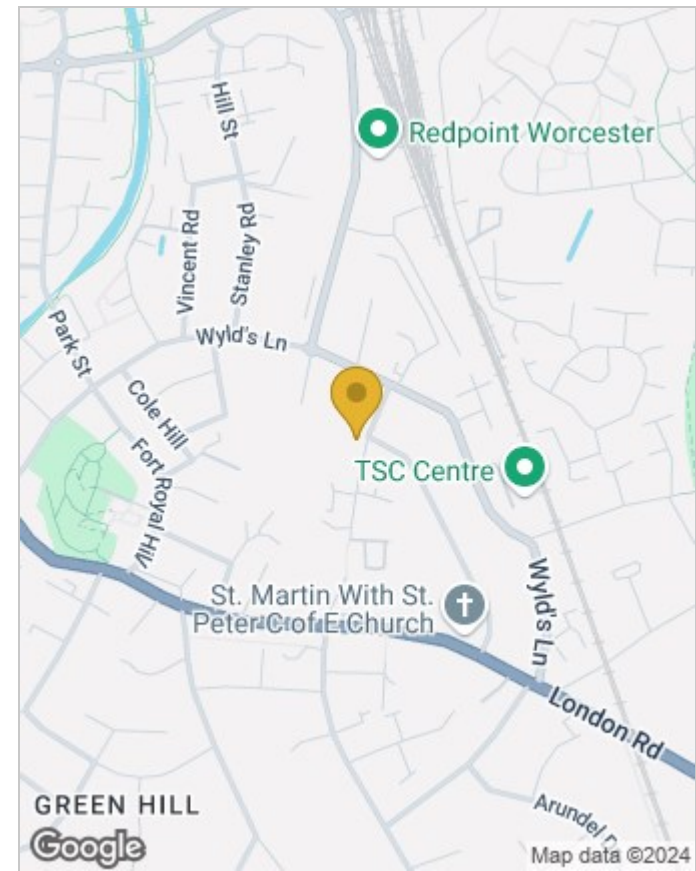 Hill St
Redpoint Worcester
Vincent Rd
Stanley Rd
Wyld's Ln
Park St
Cole Hill
Fort Royal Hill
TSC Centre
St. Martin With St.
Peter C of E Church
Wyld's Ln
London Rd
GREEN HILL
Arundel D
Google
Map data ©2024